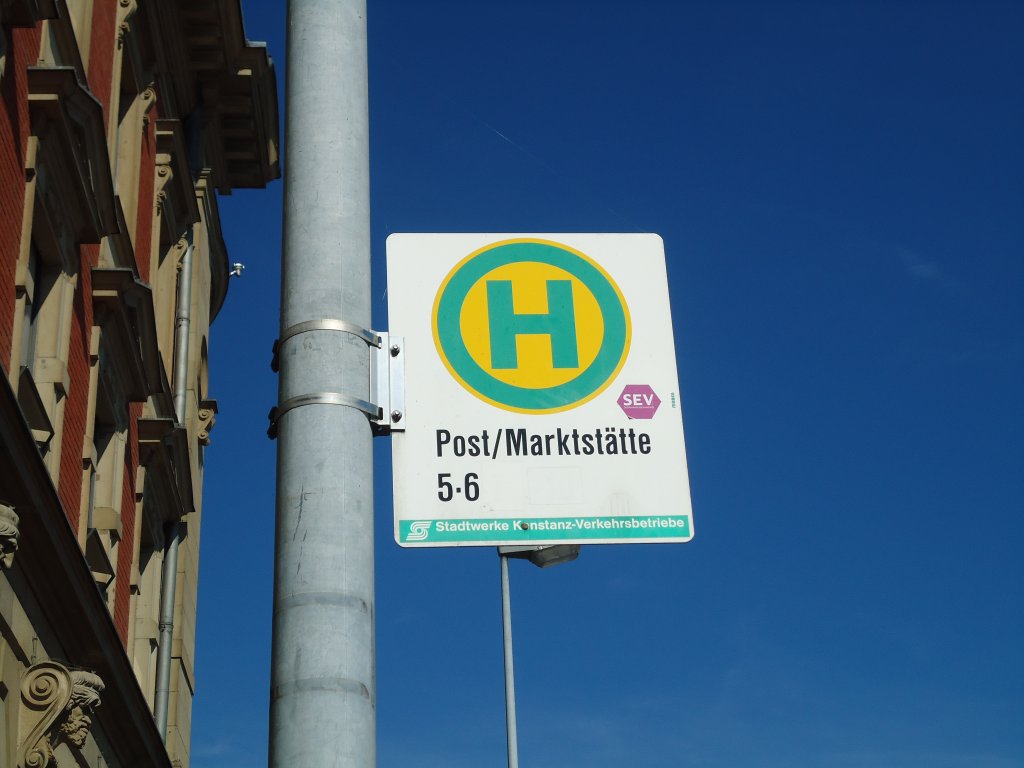 H
SEV
Post/Marktstätte
5·6
Stadtwerke Konstanz-Verkehrsbetriebe